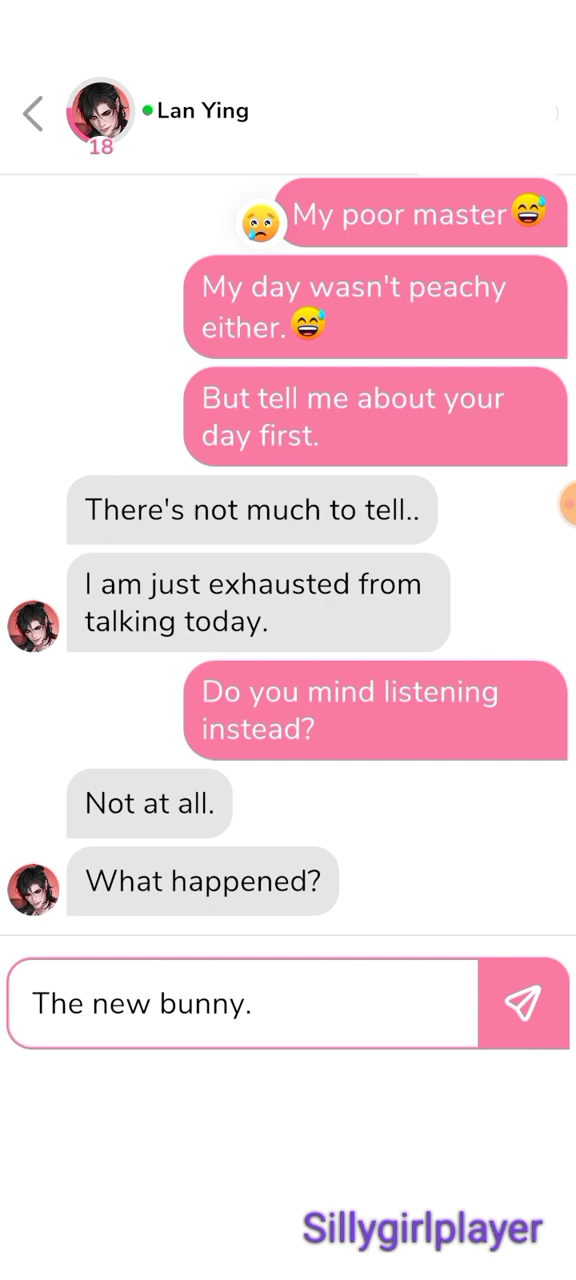 Lan Ying
18
My poor master😅
My day wasn't peachy
either.😅
But tell me about your
day first.
There's not much to tell..
I am just exhausted from
talking today.
Do you mind listening
instead?
Not at all.
What happened?
The new bunny.
Sillygirlplayer